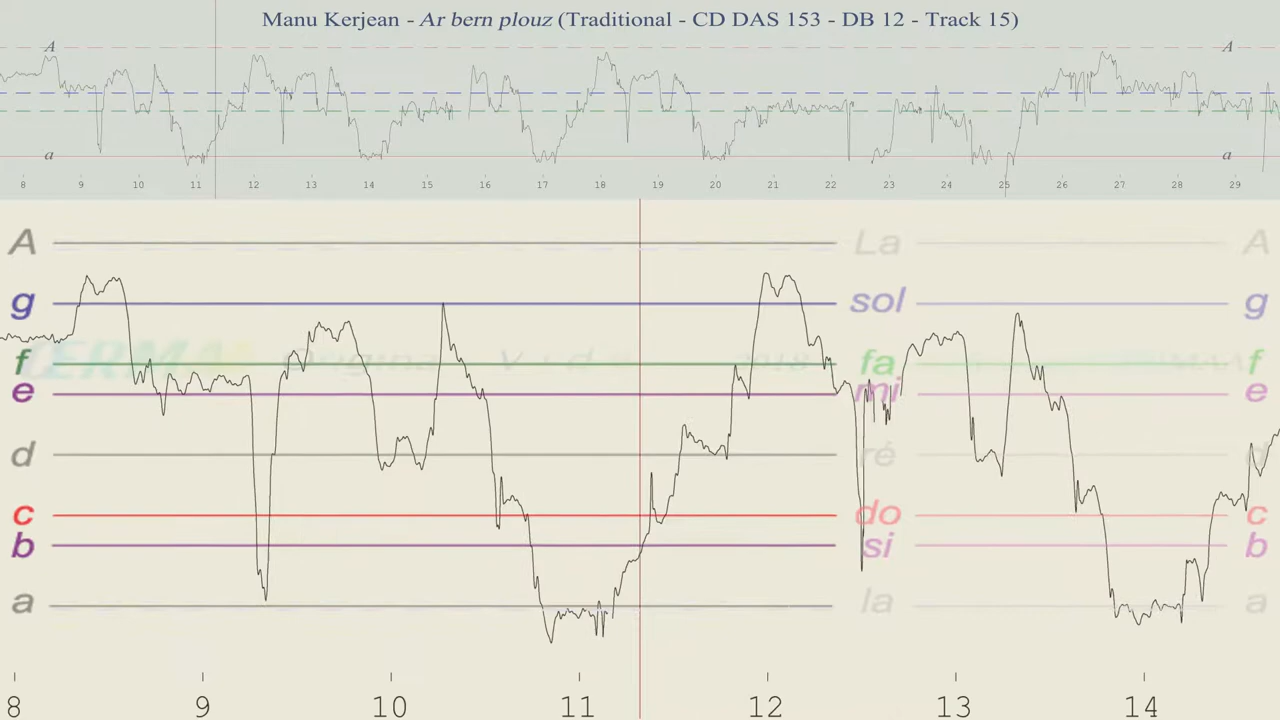 Manu Kerjean - Ar bern plouz (Traditional - CD DAS 153 - DB 12 - Track 15)
A A
a a
8 9 10 11 12 13 14 15 16 17 18 19 20 21 22 23 24 25 26 27 28 29
A La A
g sol g
f fa f
e mi e
d ré d
c do c
b si b
a la a
8 9 10 11 12 13 14